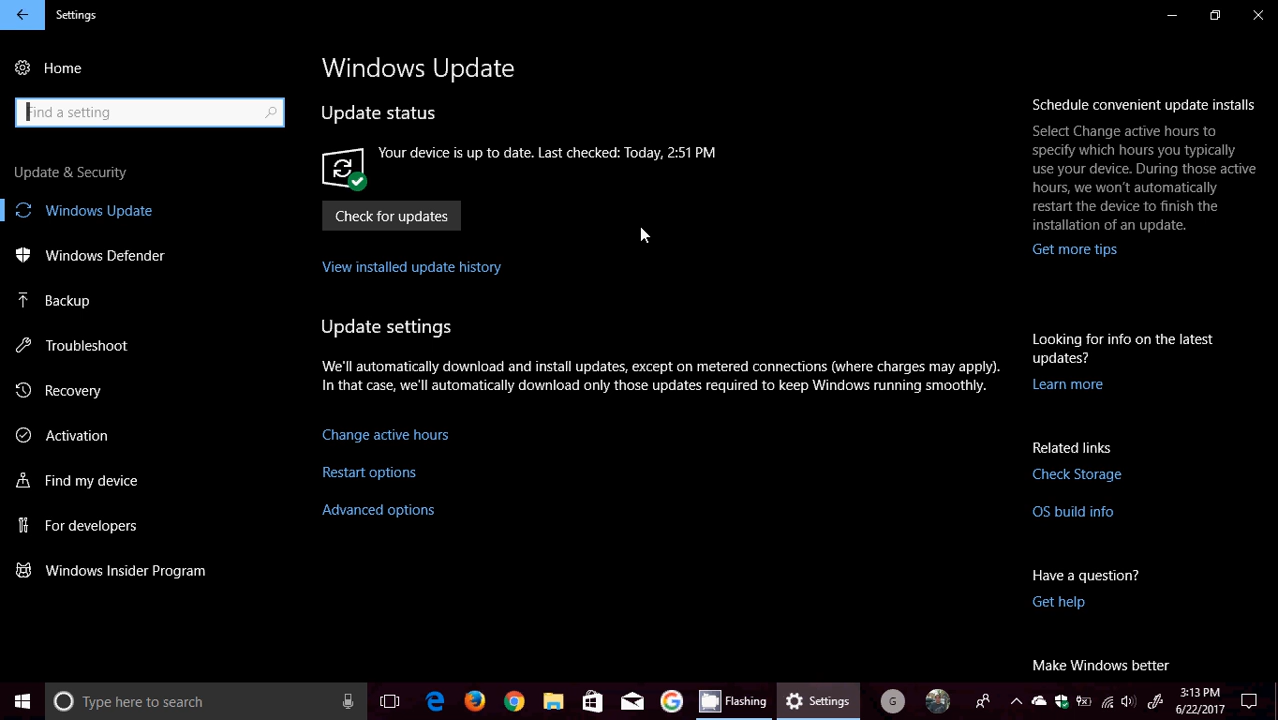 Settings
Home
Find a setting
Update & Security
Windows Update
Windows Defender
Backup
Troubleshoot
Recovery
Activation
Find my device
For developers
Windows Insider Program
Windows Update
Update status
Your device is up to date. Last checked: Today, 2:51 PM
Check for updates
View installed update history
Update settings
We'll automatically download and install updates, except on metered connections (where charges may apply).
In that case, we'll automatically download only those updates required to keep Windows running smoothly.
Change active hours
Restart options
Advanced options
Schedule convenient update installs
Select Change active hours to
specify which hours you typically
use your device. During those active
hours, we won't automatically
restart the device to finish the
installation of an update.
Get more tips
Looking for info on the latest
updates?
Learn more
Related links
Check Storage
OS build info
Have a question?
Get help
Make Windows better
Type here to search
Flashing
Settings
G
3:13 PM
6/22/2017